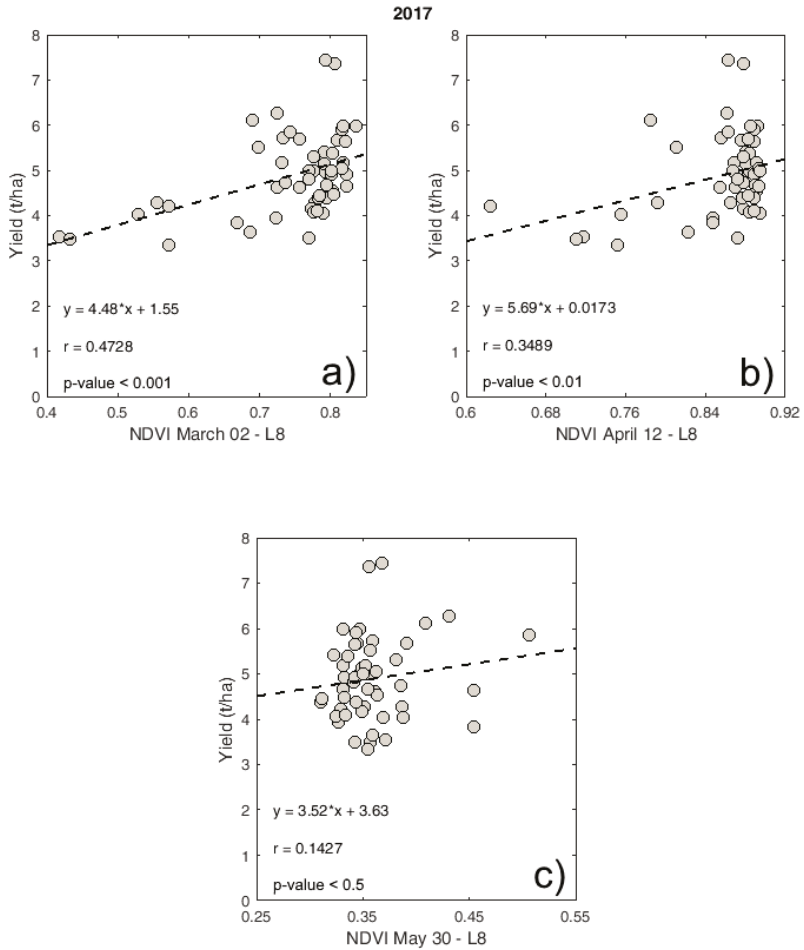 2017
8
7
6
5
4
3
2
1
0
Yield (t/ha)
y = 4.48*x + 1.55
r = 0.4728
p-value < 0.001
a)
0.4 0.5 0.6 0.7 0.8
NDVI March 02 - L8
8
7
6
5
4
3
2
1
0
Yield (t/ha)
y = 5.69*x + 0.0173
r = 0.3489
p-value < 0.01
b)
0.6 0.68 0.76 0.84 0.92
NDVI April 12 - L8
8
7
6
5
4
3
2
1
0
Yield (t/ha)
y = 3.52*x + 3.63
r = 0.1427
p-value < 0.5
c)
0.25 0.35 0.45 0.55
NDVI May 30 - L8